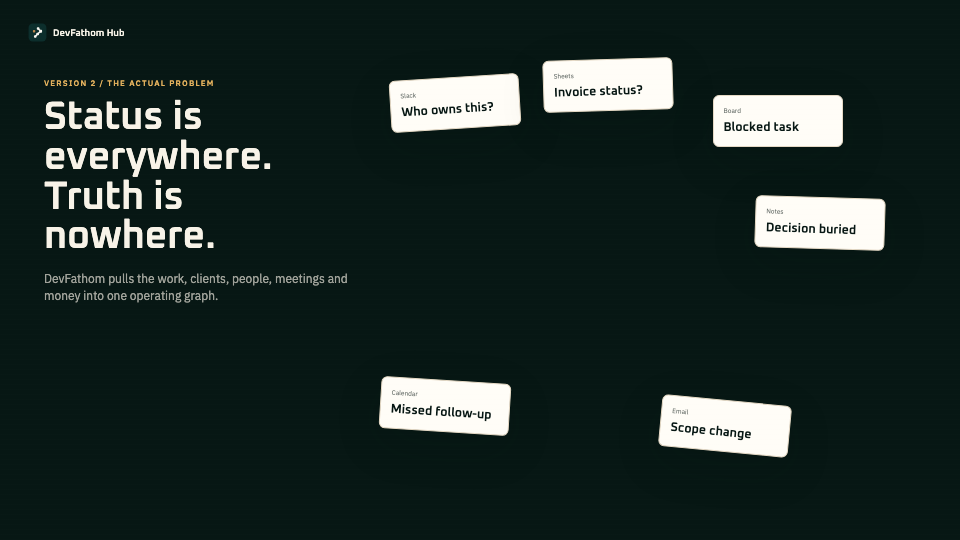 DevFathom Hub
VERSION 2 / THE ACTUAL PROBLEM
Status is
everywhere.
Truth is
nowhere.
DevFathom pulls the work, clients, people, meetings and
money into one operating graph.
Slack
Who owns this?
Sheets
Invoice status?
Board
Blocked task
Notes
Decision buried
Calendar
Missed follow-up
Email
Scope change